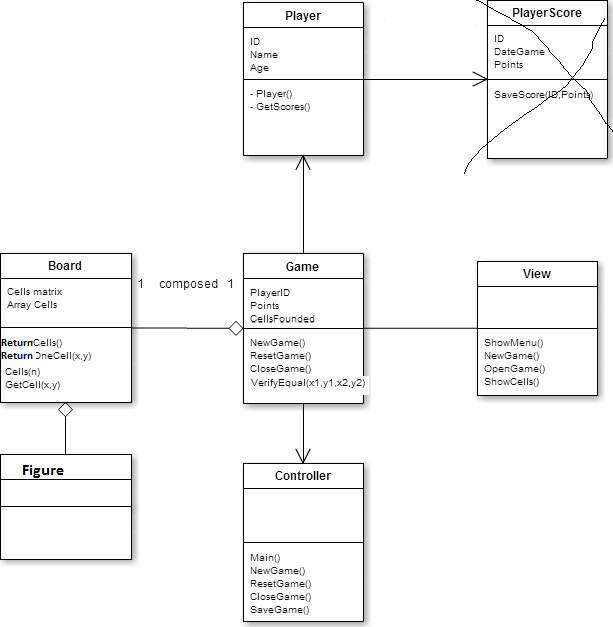 Player
ID
Name
Age
- Player()
- GetScores()
PlayerScore
ID
DateGame
Points
SaveScore(ID,Points)
Board
Cells matrix
Array Cells
ReturnCells()
Return OneCell(x,y)
Cells(n)
GetCell(x,y)
1 composed 1
Game
PlayerID
Points
CellsFounded
NewGame()
ResetGame()
CloseGame()
VerifyEqual(x1,y1,x2,y2)
View
ShowMenu()
NewGame()
OpenGame()
ShowCells()
Figure
Controller
Main()
NewGame()
ResetGame()
CloseGame()
SaveGame()